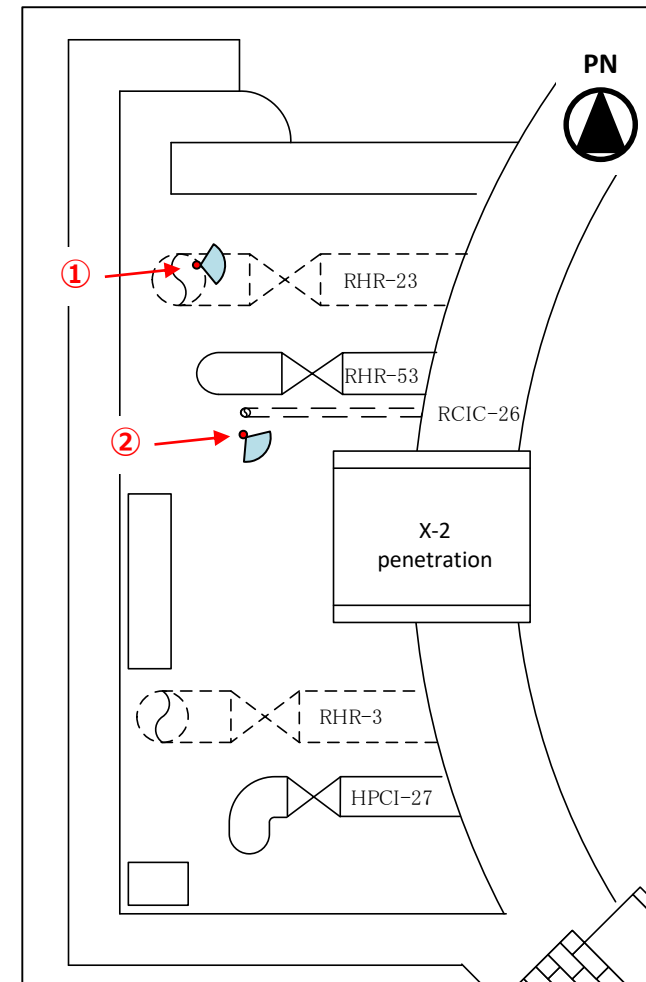 PN
①
RHR-23
RHR-53
RCIC-26
②
X-2
penetration
RHR-3
HPCI-27